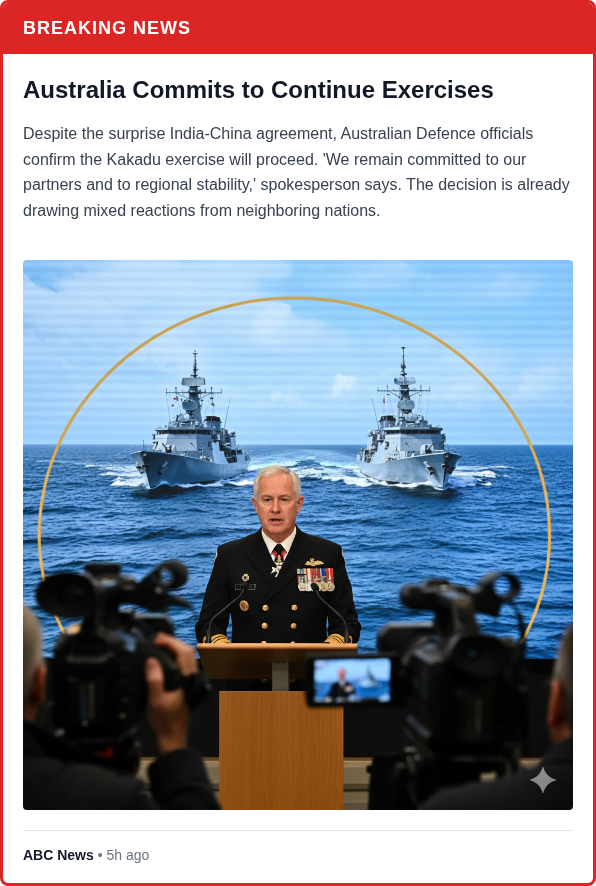 BREAKING NEWS
Australia Commits to Continue Exercises
Despite the surprise India-China agreement, Australian Defence officials
confirm the Kakadu exercise will proceed. 'We remain committed to our
partners and to regional stability,' spokesperson says. The decision is already
drawing mixed reactions from neighboring nations.
ABC News • 5h ago